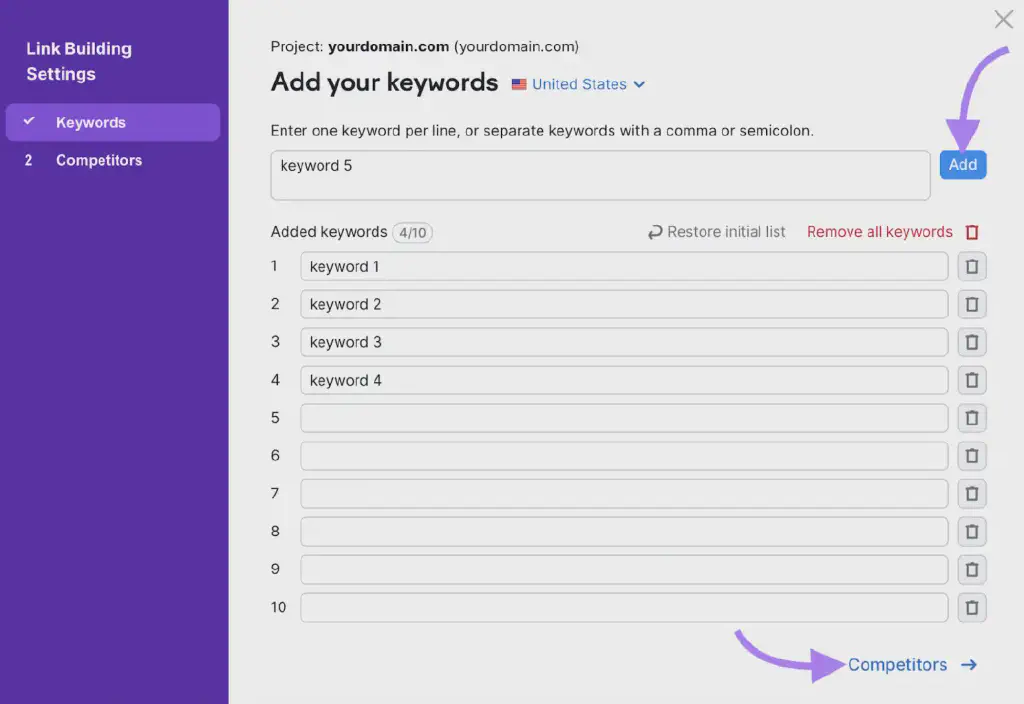 Link Building
Settings
Keywords
2 Competitors
Project: yourdomain.com (yourdomain.com)
Add your keywords United States
Enter one keyword per line, or separate keywords with a comma or semicolon.
keyword 5
Add
Added keywords 4/10 Restore initial list Remove all keywords
1 keyword 1
2 keyword 2
3 keyword 3
4 keyword 4
5
6
7
8
9
10
Competitors →